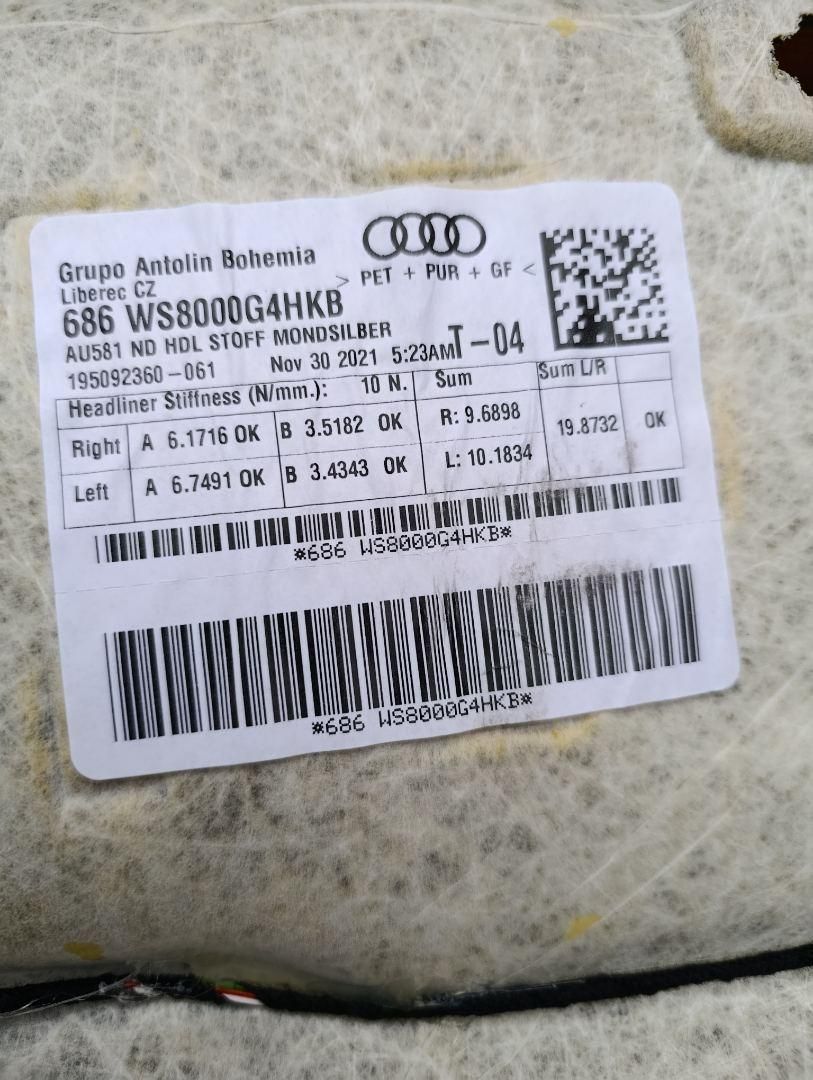 Grupo Antolin Bohemia
Liberec CZ
> PET + PUR + GF <
686 WS8000G4HKB
AU581 ND HDL STOFF MONDSILBER
195092360-061
Nov 30 2021 5:23AM
T-04
Headliner Stiffness (N/mm.): 10 N. Sum Sum L/R
Right A 6.1716 OK B 3.5182 OK R: 9.6898 19.8732 OK
Left A 6.7491 OK B 3.4343 OK L: 10.1834
*686 WS8000G4HKB*
*686 WS8000G4HKB*